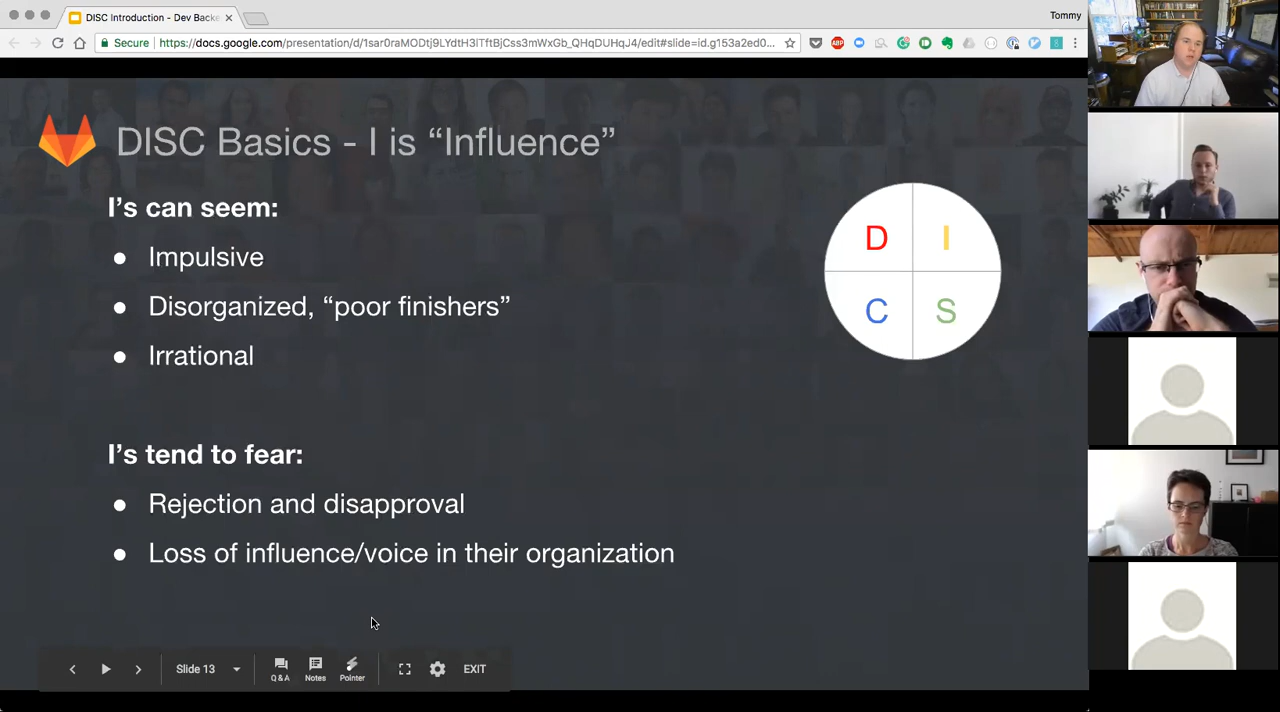 DISC Introduction - Dev Backe
Tommy
Secure
https://docs.google.com/presentation/d/1sar0raMODtj9LYdtH3lTtBjCss3mWxGb_QHqDUHqJ4/edit#slide=id.g153a2ed0...
ABP
DISC Basics - I is “Influence”
I’s can seem:
● Impulsive
● Disorganized, “poor finishers”
● Irrational
D I
C S
I’s tend to fear:
● Rejection and disapproval
● Loss of influence/voice in their organization
Slide 13
Q & A
Notes
Pointer
EXIT